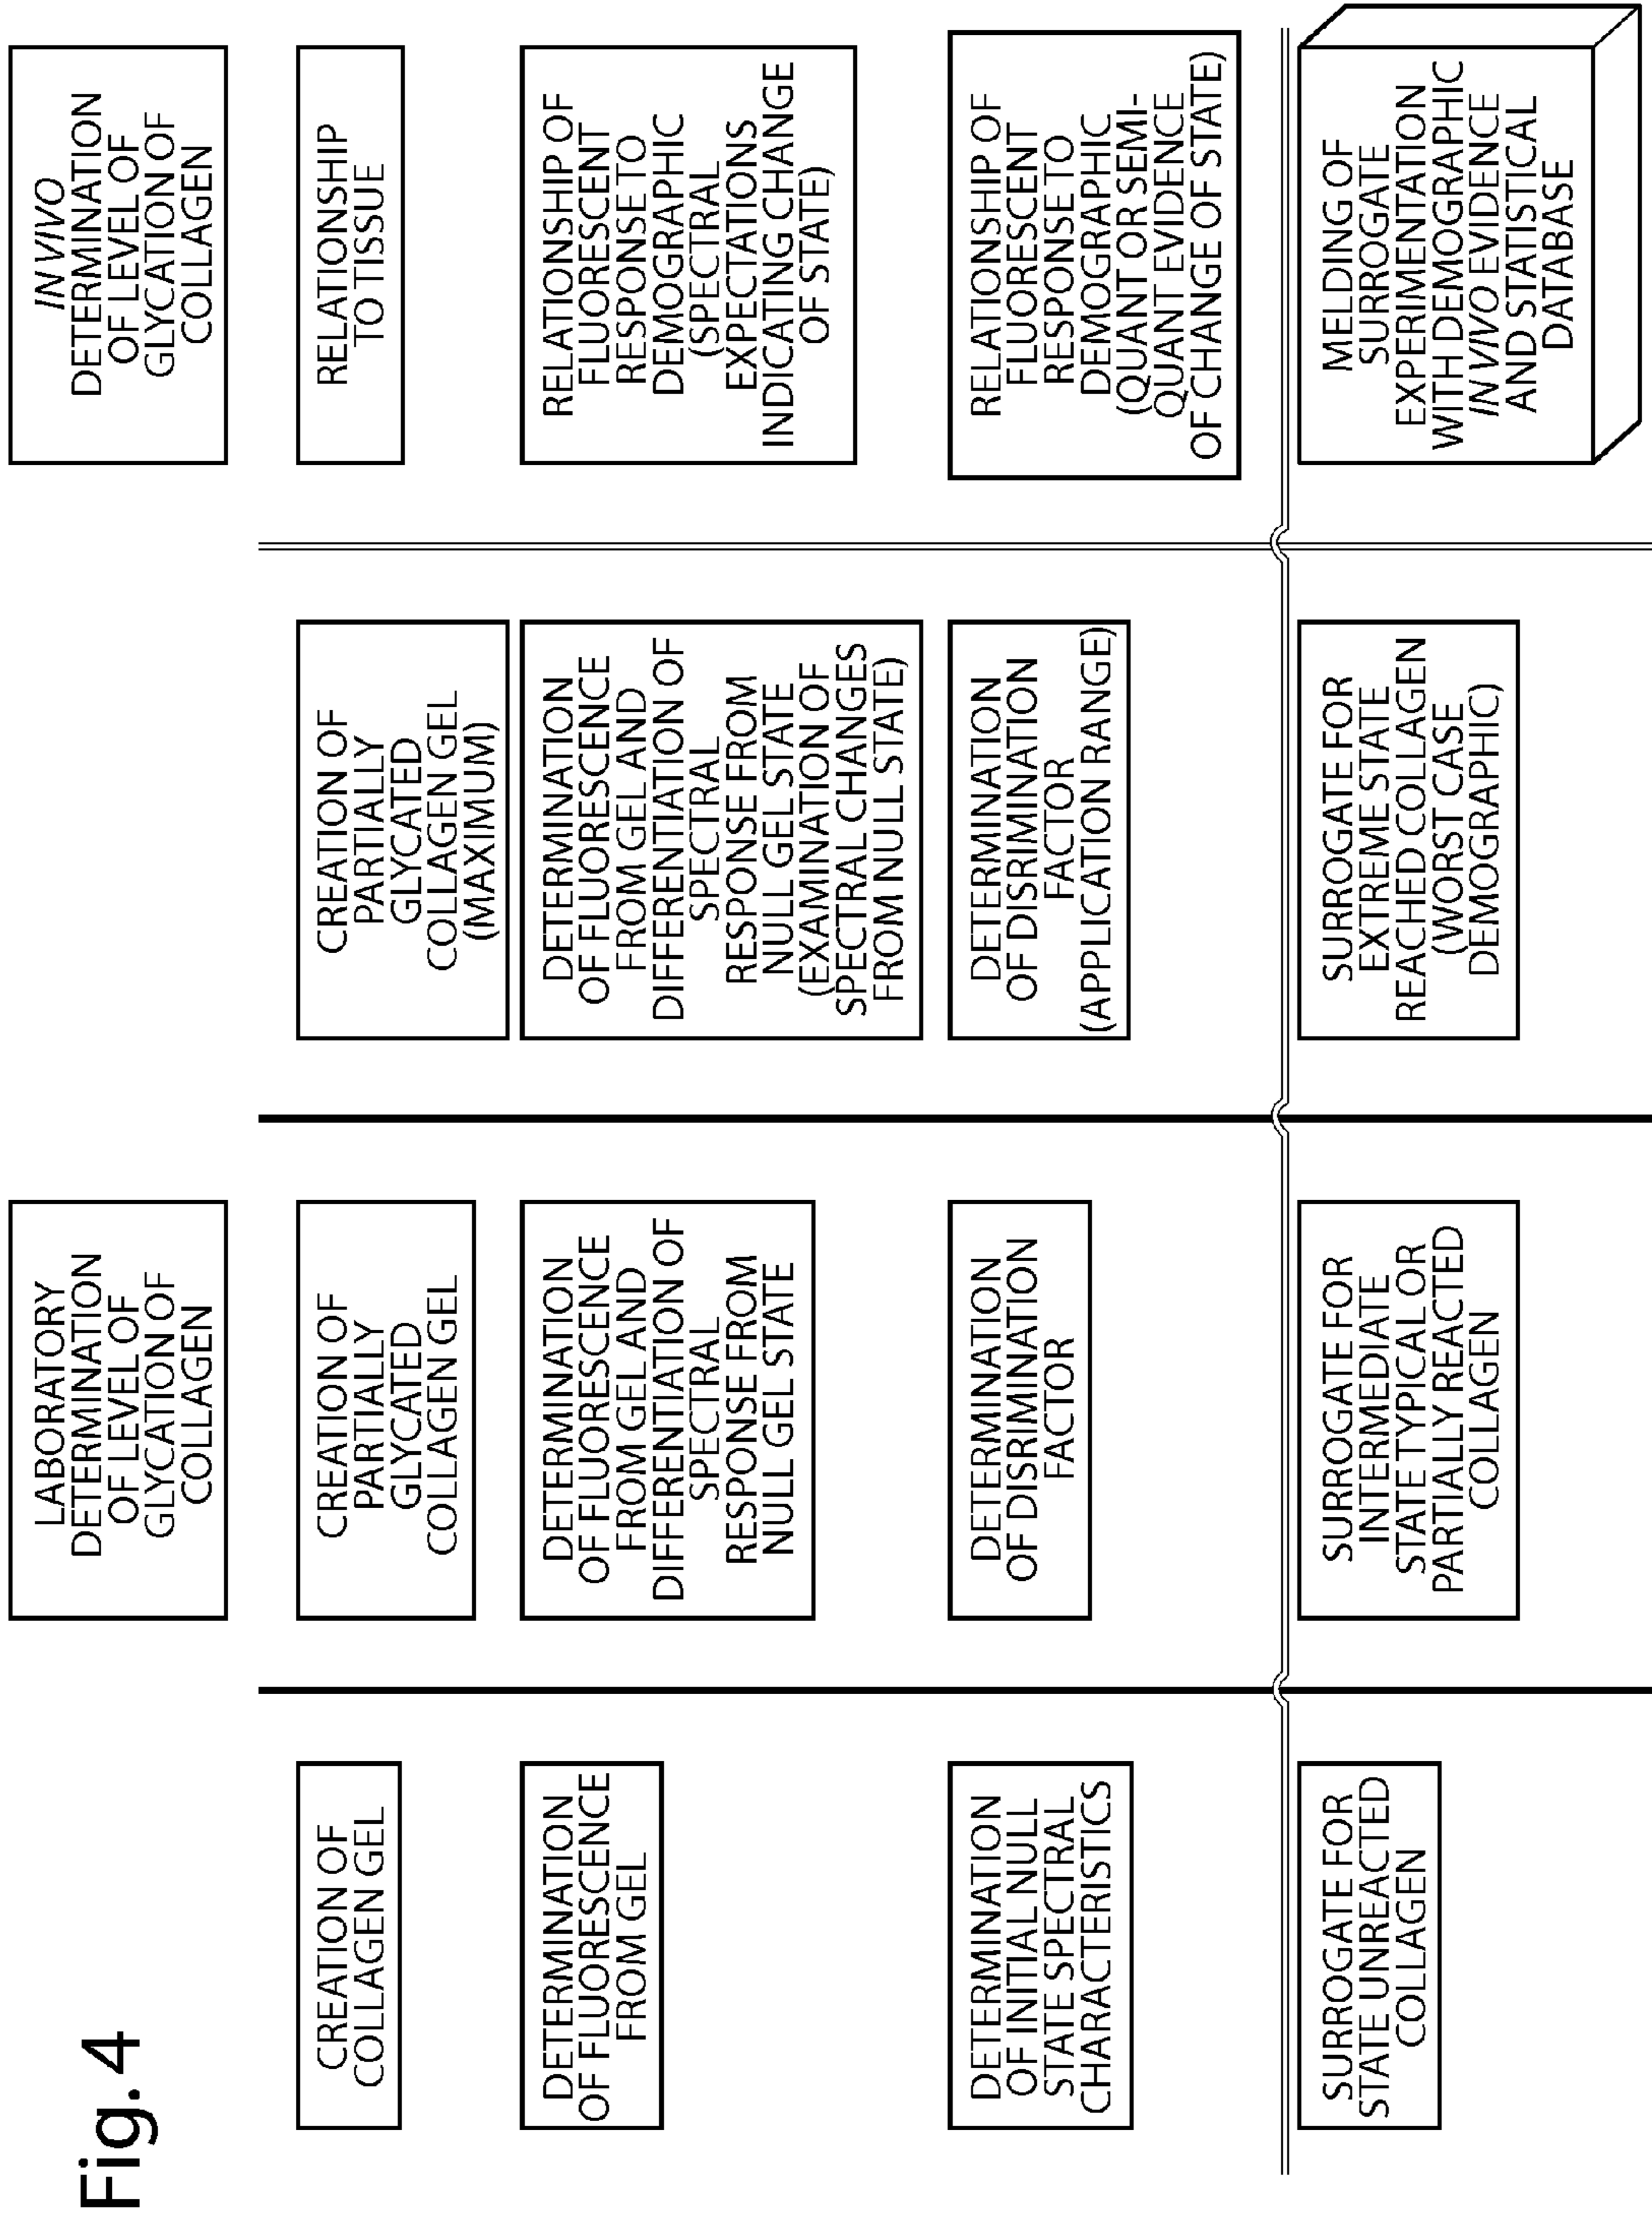 Fig.4
LABORATORY
DETERMINATION
OF LEVEL OF
GLYCATION OF
COLLAGEN
IN VIVO
DETERMINATION
OF LEVEL OF
GLYCATION OF
COLLAGEN
CREATION OF
COLLAGEN GEL
CREATION OF
PARTIALLY
GLYCATED
COLLAGEN GEL
CREATION OF
PARTIALLY
GLYCATED
COLLAGEN GEL
(MAXIMUM)
RELATIONSHIP
TO TISSUE
DETERMINATION
OF FLUORESCENCE
FROM GEL
DETERMINATION
OF FLUORESCENCE
FROM GEL AND
DIFFERENTIATION OF
SPECTRAL
RESPONSE FROM
NULL GEL STATE
DETERMINATION
OF FLUORESCENCE
FROM GEL AND
DIFFERENTIATION OF
SPECTRAL
RESPONSE FROM
NULL GEL STATE
(EXAMINATION OF
SPECTRAL CHANGES
FROM NULL STATE)
RELATIONSHIP OF
FLUORESCENT
RESPONSE TO
DEMOGRAPHIC
(SPECTRAL
EXPECTATIONS
INDICATING CHANGE
OF STATE)
DETERMINATION
OF INITIAL NULL
STATE SPECTRAL
CHARACTERISTICS
DETERMINATION
OF DISRIMINATION
FACTOR
DETERMINATION
OF DISRIMINATION
FACTOR
(APPLICATION RANGE)
RELATIONSHIP OF
FLUORESCENT
RESPONSE TO
DEMOGRAPHIC
(QUANT OR SEMI-
QUANT EVIDENCE
OF CHANGE OF STATE)
SURROGATE FOR
STATE UNREACTED
COLLAGEN
SURROGATE FOR
INTERMEDIATE
STATE TYPICAL OR
PARTIALLY REACTED
COLLAGEN
SURROGATE FOR
EXTREME STATE
REACHED COLLAGEN
(WORST CASE
DEMOGRAPHIC)
MELDING OF
SURROGATE
EXPERIMENTATION
WITH DEMOGRAPHIC
IN VIVO EVIDENCE
AND STATISTICAL
DATABASE